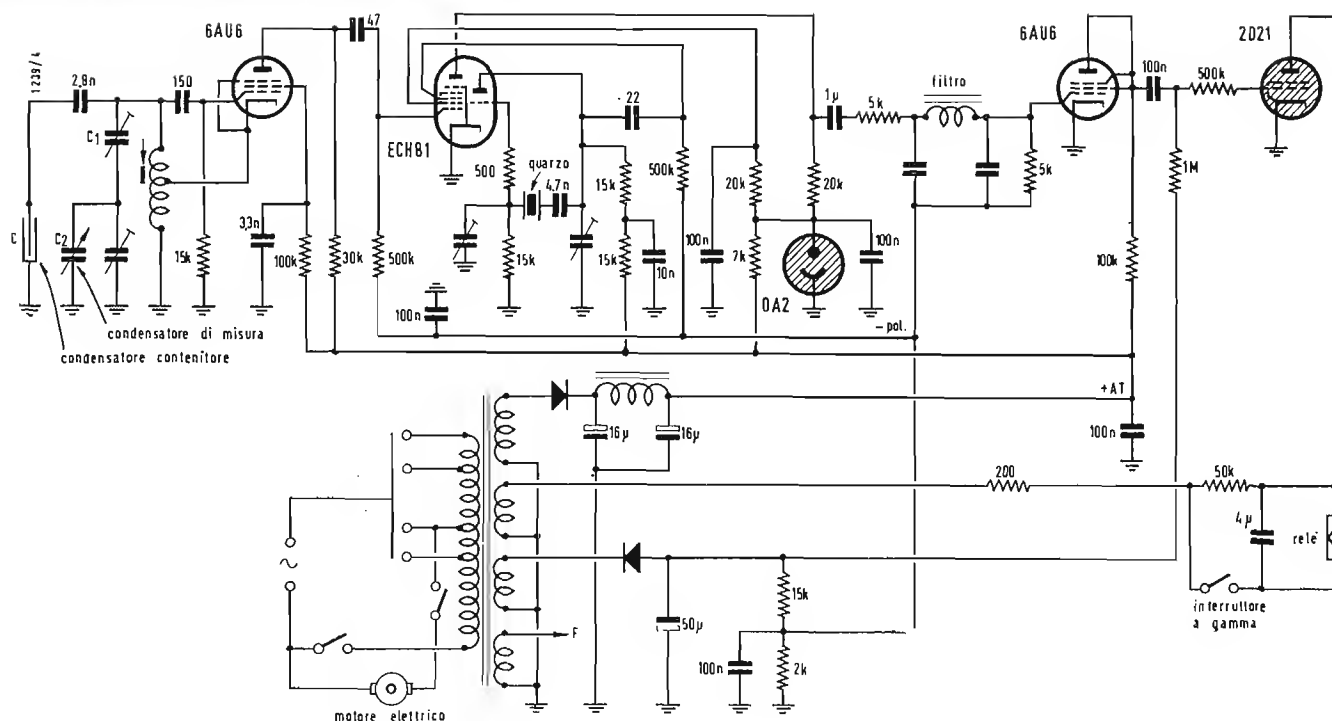 1239/4
2,8n
C1
150
6AU6
47
C
C2
15k
3,3n
100k
30k
500k
condensatore di misura
condensatore contenitore
100n
ECH81
500
quarzo
4,7n
15k
22
15k
15k
500k
10n
100n
20k
7k
1µ
5k
20k
100n
OA2
filtro
5k
6AU6
100n
500k
2D21
1M
100k
-pol.
+AT
100n
16µ
16µ
200
50k
4µ
relè
interruttore
a gamma
15k
50µ
100n
2k
F
motore elettrico